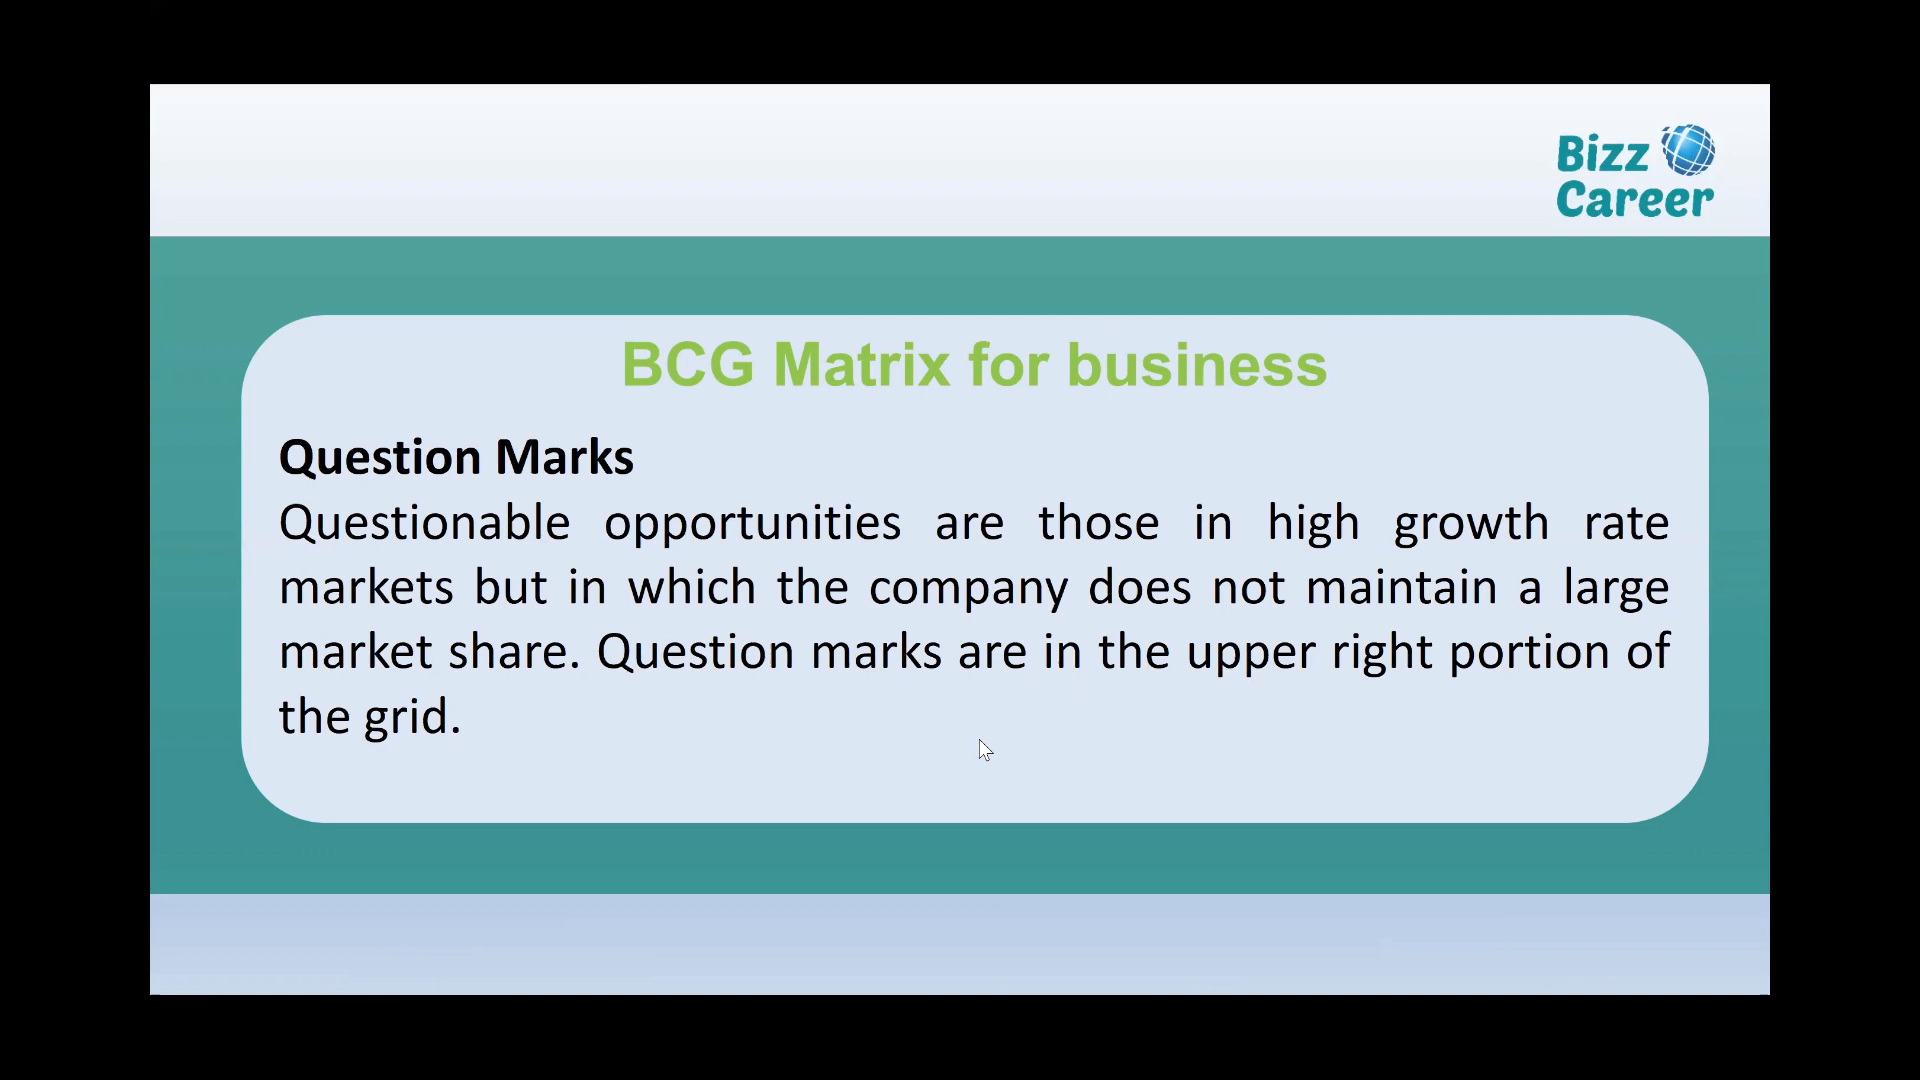 Bizz
Career
BCG Matrix for business
Question Marks
Questionable opportunities are those in high growth rate
markets but in which the company does not maintain a large
market share. Question marks are in the upper right portion of
the grid.